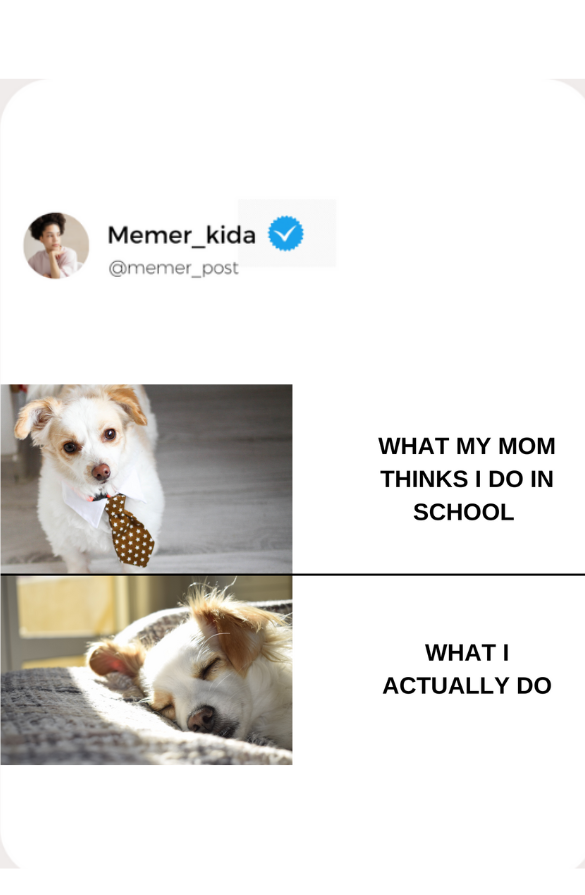 Memer_kida
@memer_post
WHAT MY MOM
THINKS I DO IN
SCHOOL
WHAT I
ACTUALLY DO